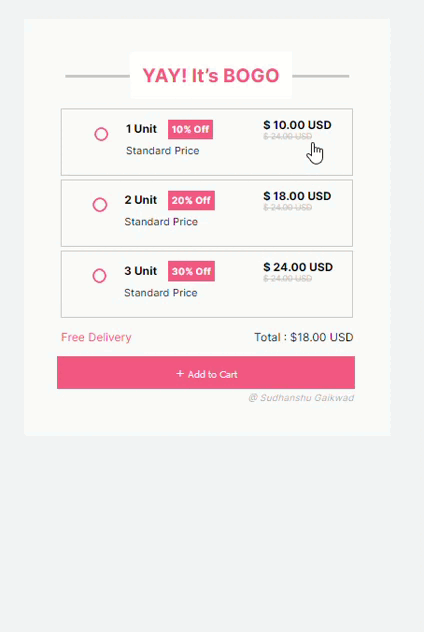 YAY! It's BOGO
1 Unit 10% Off $ 10.00 USD
$ 24.00 USD
Standard Price
2 Unit 20% Off $ 18.00 USD
$ 24.00 USD
Standard Price
3 Unit 30% Off $ 24.00 USD
$ 24.00 USD
Standard Price
Free Delivery Total : $18.00 USD
+ Add to Cart
@ Sudhanshu Gaikwad